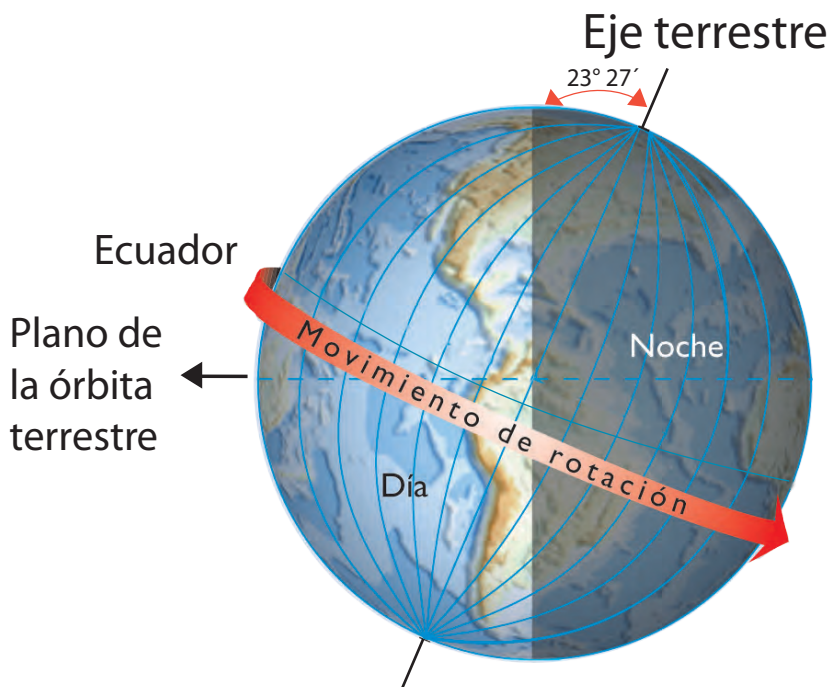 Eje terrestre
23° 27´
Ecuador
Plano de
la órbita
terrestre
Noche
Movimiento de rotación
Día